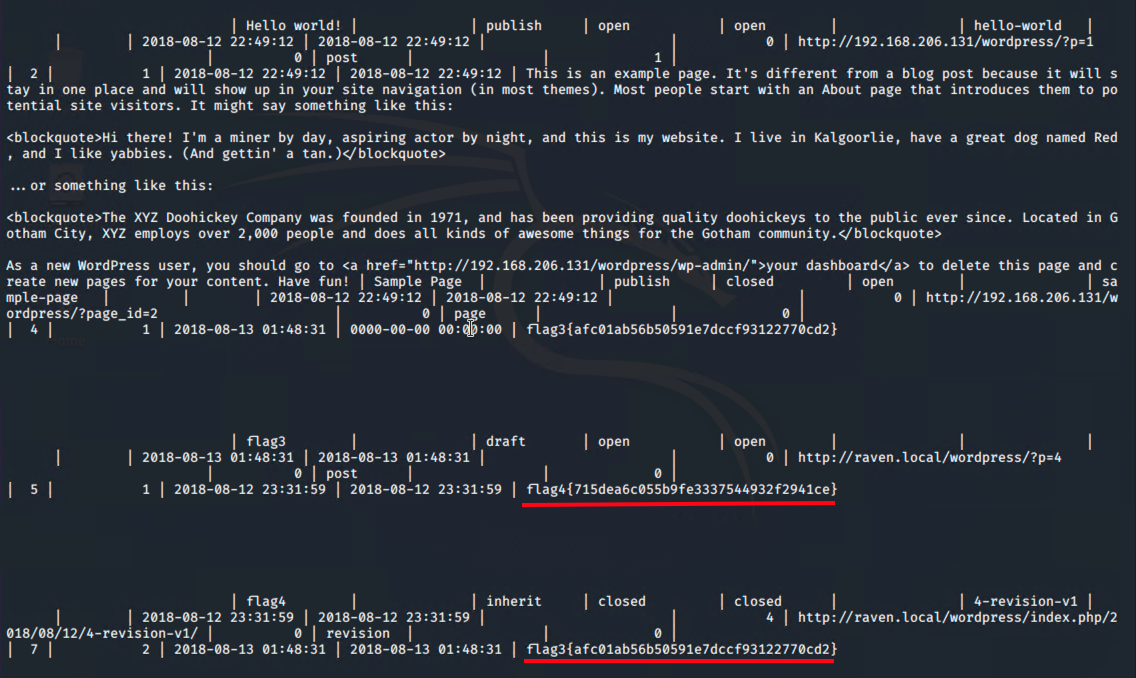 | Hello world! | | publish | open | open | | | hello-world |
| | 2018-08-12 22:49:12 | 2018-08-12 22:49:12 | | 0 | http://192.168.206.131/wordpress/?p=1
| 0 | post | | 1 |
| 2 | 1 | 2018-08-12 22:49:12 | 2018-08-12 22:49:12 | This is an example page. It's different from a blog post because it will s
tay in one place and will show up in your site navigation (in most themes). Most people start with an About page that introduces them to po
tential site visitors. It might say something like this:
<blockquote>Hi there! I'm a miner by day, aspiring actor by night, and this is my website. I live in Kalgoorlie, have a great dog named Red
, and I like yabbies. (And gettin' a tan.)</blockquote>
...or something like this:
<blockquote>The XYZ Doohickey Company was founded in 1971, and has been providing quality doohickeys to the public ever since. Located in G
otham City, XYZ employs over 2,000 people and does all kinds of awesome things for the Gotham community.</blockquote>
As a new WordPress user, you should go to <a href="http://192.168.206.131/wordpress/wp-admin/">your dashboard</a> to delete this page and c
reate new pages for your content. Have fun! | Sample Page | | publish | closed | open | | sa
mple-page | | | 2018-08-12 22:49:12 | 2018-08-12 22:49:12 | | 0 | http://192.168.206.131/w
ordpress/?page_id=2 | 0 | page | | 0 |
| 4 | 1 | 2018-08-13 01:48:31 | 0000-00-00 00:00:00 | flag3{afc01ab56b50591e7dccf93122770cd2}
| flag3 | | draft | open | open | | |
| | 2018-08-13 01:48:31 | 2018-08-13 01:48:31 | | 0 | http://raven.local/wordpress/?p=4
| 0 | post | | 0 |
| 5 | 1 | 2018-08-12 23:31:59 | 2018-08-12 23:31:59 | flag4{715dea6c055b9fe3337544932f2941ce}
| flag4 | | inherit | closed | closed | | 4-revision-v1 |
| | 2018-08-12 23:31:59 | 2018-08-12 23:31:59 | | 4 | http://raven.local/wordpress/index.php/2
018/08/12/4-revision-v1/ | 0 | revision | | 0 |
| 7 | 2 | 2018-08-13 01:48:31 | 2018-08-13 01:48:31 | flag3{afc01ab56b50591e7dccf93122770cd2}